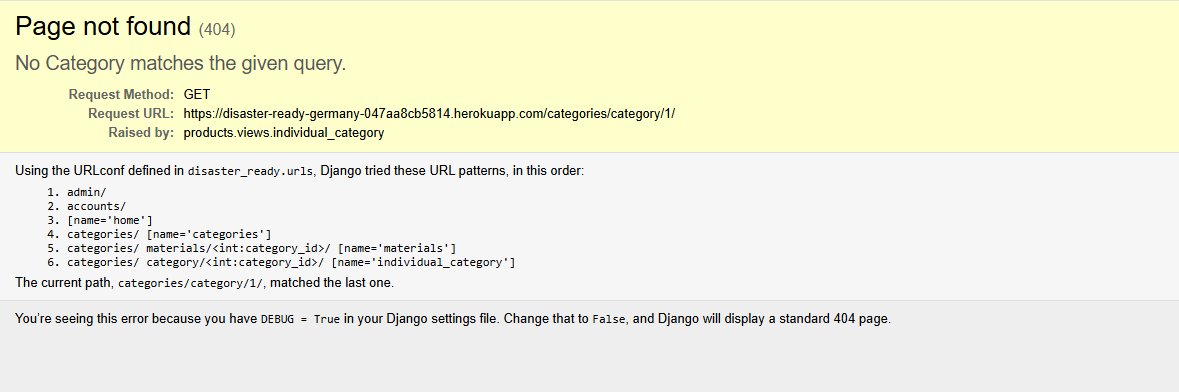 Page not found (404)
No Category matches the given query.
Request Method: GET
Request URL: https://disaster-ready-germany-047aa8cb5814.herokuapp.com/categories/category/1/
Raised by: products.views.individual_category
Using the URLconf defined in disaster_ready.urls, Django tried these URL patterns, in this order:
1. admin/
2. accounts/
3. [name='home']
4. categories/ [name='categories']
5. categories/ materials/<int:category_id>/ [name='materials']
6. categories/ category/<int:category_id>/ [name='individual_category']
The current path, categories/category/1/, matched the last one.
You’re seeing this error because you have DEBUG = True in your Django settings file. Change that to False, and Django will display a standard 404 page.